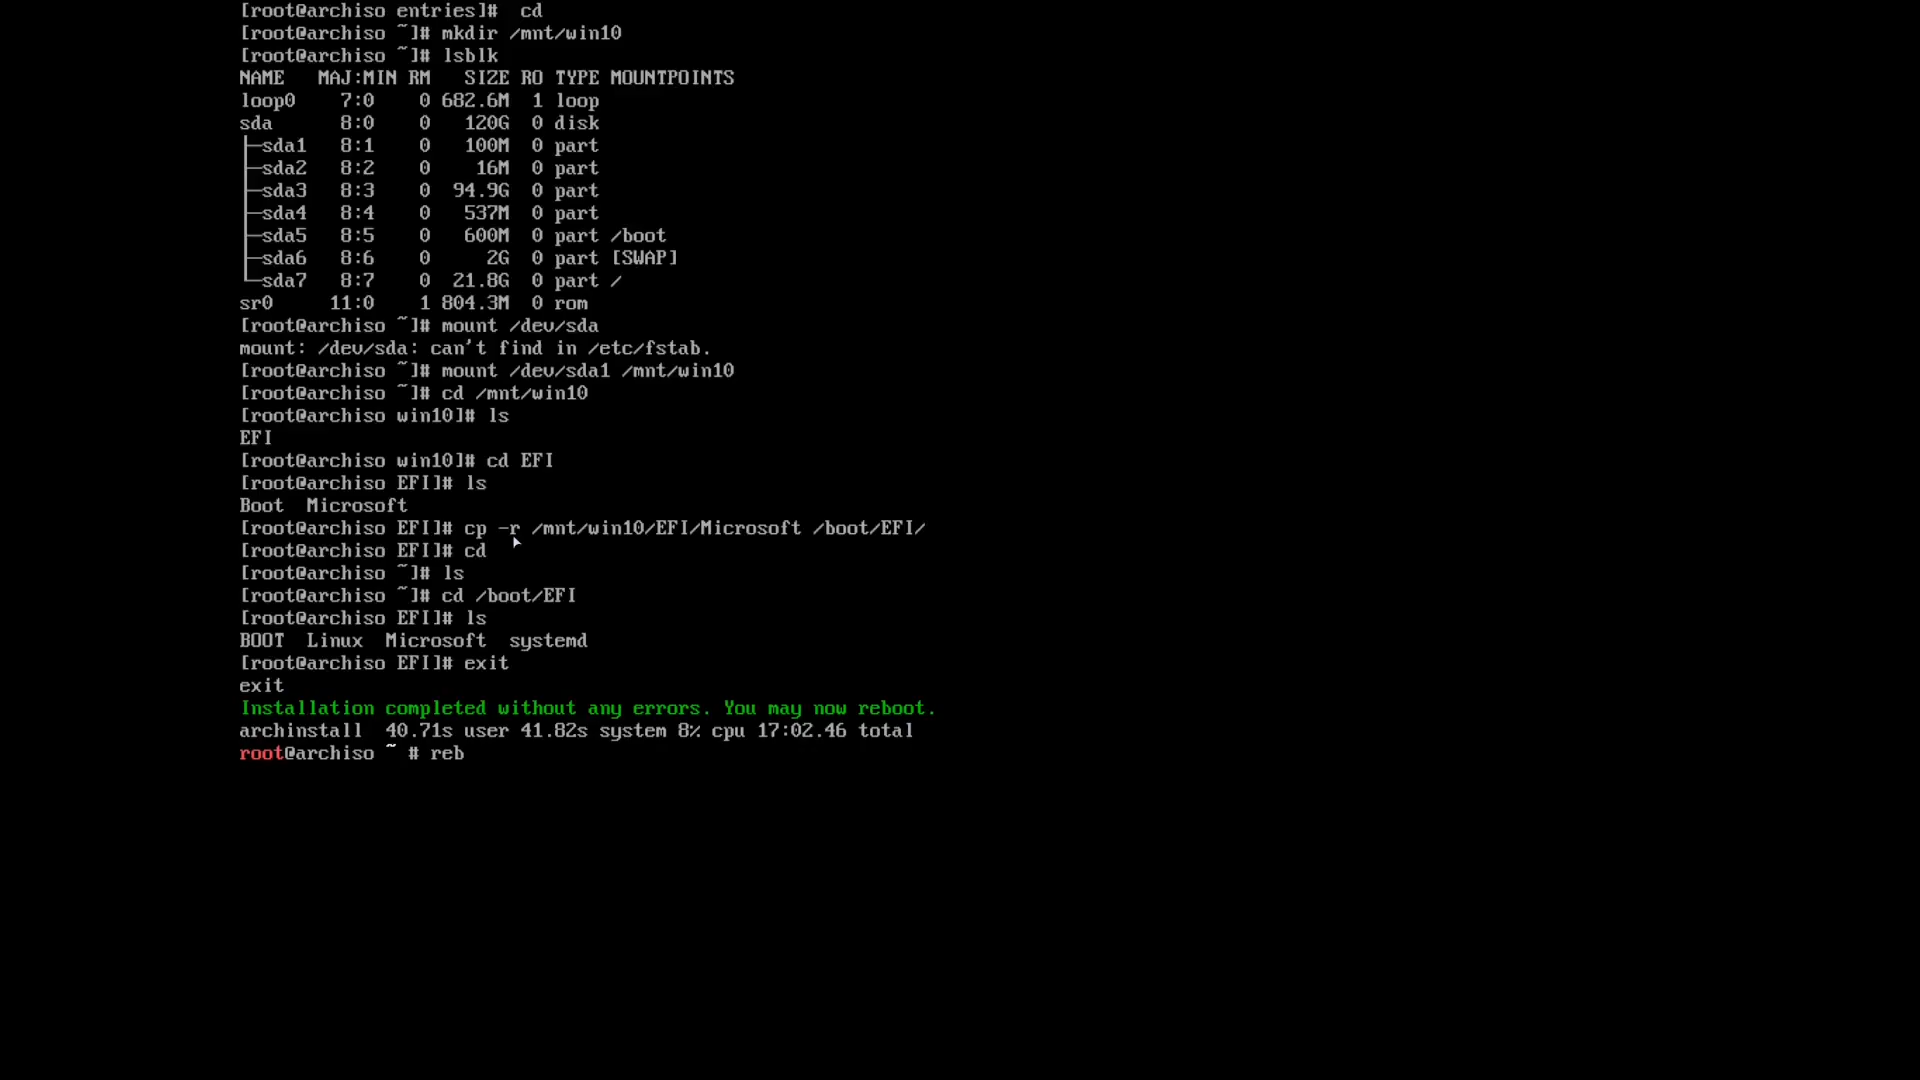 [root@archiso entries]#  cd
[root@archiso ~]# mkdir /mnt/win10
[root@archiso ~]# lsblk
NAME   MAJ:MIN RM   SIZE RO TYPE MOUNTPOINTS
loop0    7:0    0 682.6M  1 loop
sda      8:0    0   120G  0 disk
├─sda1   8:1    0   100M  0 part
├─sda2   8:2    0    16M  0 part
├─sda3   8:3    0  94.9G  0 part
├─sda4   8:4    0   537M  0 part
├─sda5   8:5    0   600M  0 part /boot
├─sda6   8:6    0     2G  0 part [SWAP]
└─sda7   8:7    0  21.8G  0 part /
sr0     11:0    1 804.3M  0 rom
[root@archiso ~]# mount /dev/sda
mount: /dev/sda: can't find in /etc/fstab.
[root@archiso ~]# mount /dev/sda1 /mnt/win10
[root@archiso ~]# cd /mnt/win10
[root@archiso win10]# ls
EFI
[root@archiso win10]# cd EFI
[root@archiso EFI]# ls
Boot  Microsoft
[root@archiso EFI]# cp -r /mnt/win10/EFI/Microsoft /boot/EFI/
[root@archiso EFI]# cd
[root@archiso ~]# ls
[root@archiso ~]# cd /boot/EFI
[root@archiso EFI]# ls
BOOT  Linux  Microsoft  systemd
[root@archiso EFI]# exit
exit
Installation completed without any errors. You may now reboot.
archinstall  40.71s user 41.82s system 8% cpu 17:02.46 total
root@archiso ~ # reb